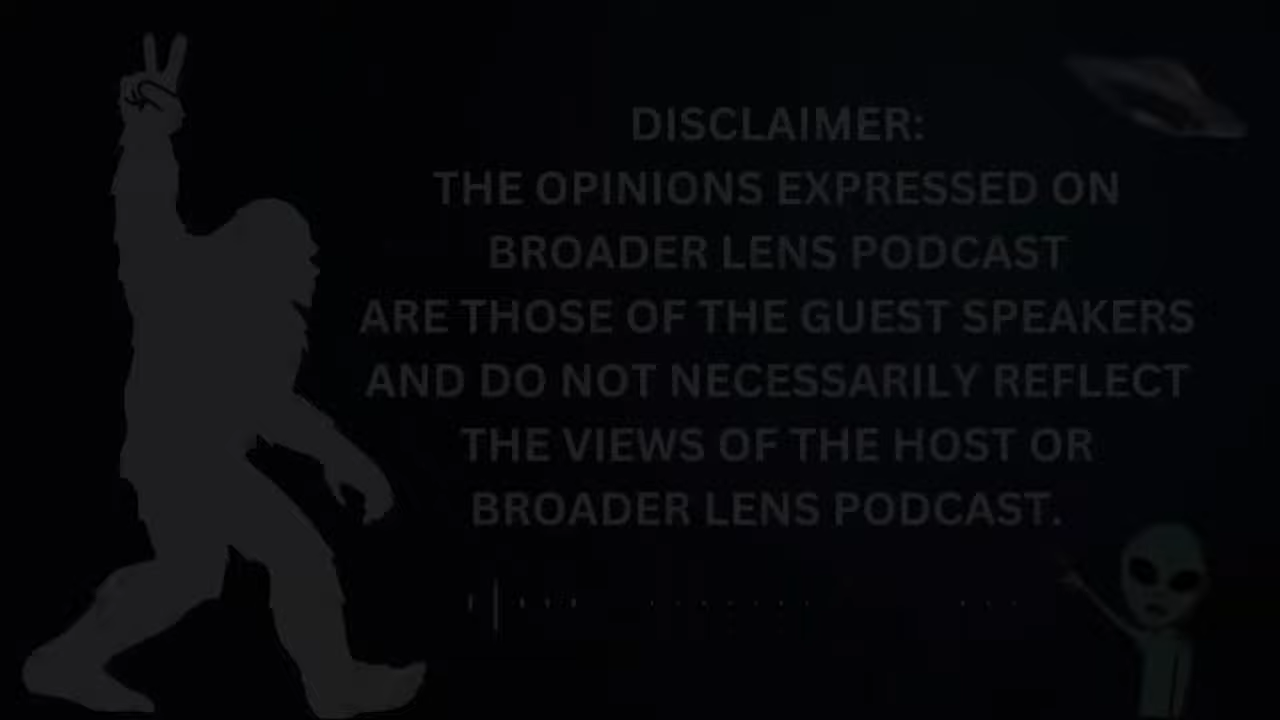 DISCLAIMER:
THE OPINIONS EXPRESSED ON
BROADER LENS PODCAST
ARE THOSE OF THE GUEST SPEAKERS
AND DO NOT NECESSARILY REFLECT
THE VIEWS OF THE HOST OR
BROADER LENS PODCAST.